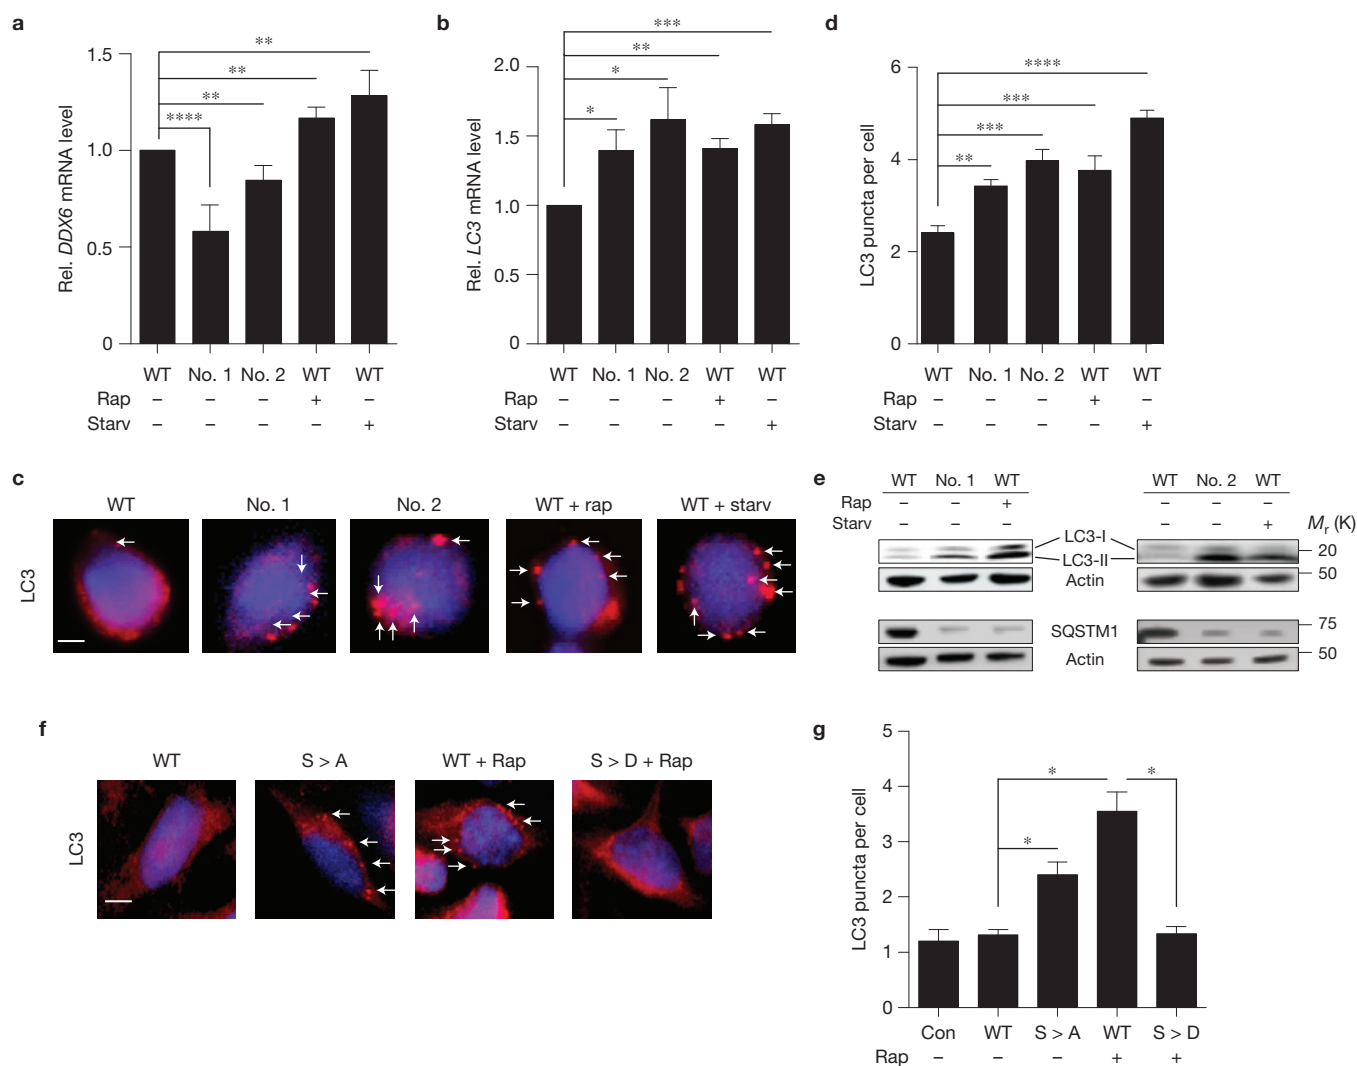 a
Rel. DDX6 mRNA level
1.5
1.0
0.5
0
**
**
**
****
WT No. 1 No. 2 WT WT
Rap – – – + –
Starv – – – – +
b
Rel. LC3 mRNA level
2.0
1.5
1.0
0.5
0
***
**
*
*
WT No. 1 No. 2 WT WT
– – – + –
– – – – +
d
LC3 puncta per cell
6
4
2
0
****
***
***
**
WT No. 1 No. 2 WT WT
Rap – – – + –
Starv – – – – +
c
WT No. 1 No. 2 WT + rap WT + starv
LC3
e
WT No. 1 WT
Rap – – +
Starv – – –
WT No. 2 WT
– – –
– – +
Mr (K)
LC3-I
LC3-II
20
Actin
50
SQSTM1
75
Actin
50
f
WT S > A WT + Rap S > D + Rap
LC3
g
LC3 puncta per cell
5
4
3
2
1
0
* *
*
Con WT S > A WT S > D
Rap – – – + +